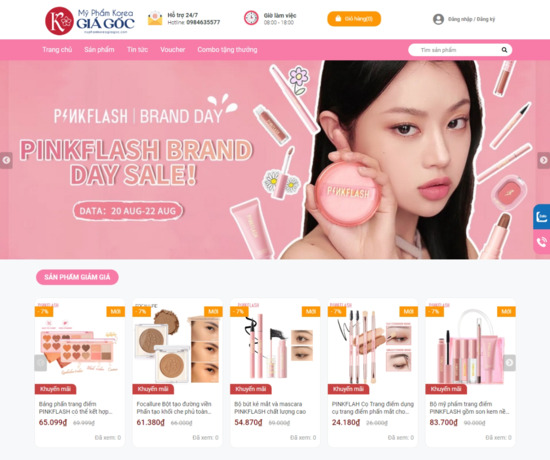 Mỹ Phẩm Korea
GIÁ GỐC
Hỗ trợ 24/7
Hotline: 0984635577
Giờ làm việc
08:00 - 18:00
Giỏ hàng(0)
Đăng nhập / Đăng ký
Trang chủ Sản phẩm Tin tức Voucher Combo tặng thưởng
Tìm sản phẩm
PINKFLASH | BRAND DAY
PINKFLASH BRAND
DAY SALE!
DATA: 20 AUG-22 AUG
PINKFLASH
SẢN PHẨM GIẢM GIÁ
7% MỚI
Khuyến mãi
Bảng phấn trang điểm
PINKFLASH có thể kết hợp...
65.099₫ 69.999₫
Đã xem: 0
-7% MỚI
Khuyến mãi
Focallure Bột tạo đường viền
Phấn tạo khối che phủ toàn...
61.380₫ 66.000₫
Đã xem: 0
-7% MỚI
Khuyến mãi
Bộ bút kẻ mắt và mascara
PINKFLASH chất lượng cao
54.870₫ 59.000₫
Đã xem: 0
-7% MỚI
Khuyến mãi
PINKFLAH Cọ Trang điểm dụng
cụ trang điểm phấn mắt cho...
24.180₫ 26.000₫
Đã xem: 0
-7% MỚI
Khuyến mãi
Bộ mỹ phẩm trang điểm
PINKFLASH gồm son kem nề...
83.700₫ 90.000₫
Đã xem: 0